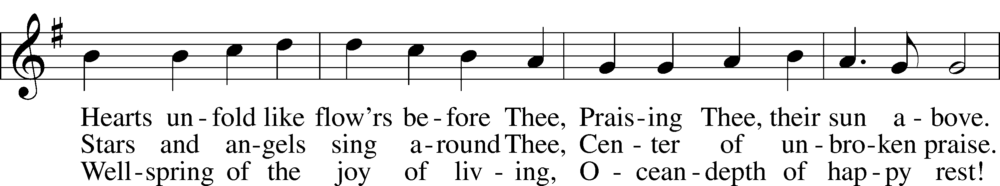 Hearts un - fold like flow'rs be - fore Thee, Prais - ing Thee, their sun a - bove.
Stars and an - gels sing a - round Thee, Cen - ter of un - bro - ken praise.
Well - spring of the joy of liv - ing, O - cean - depth of hap - py rest!